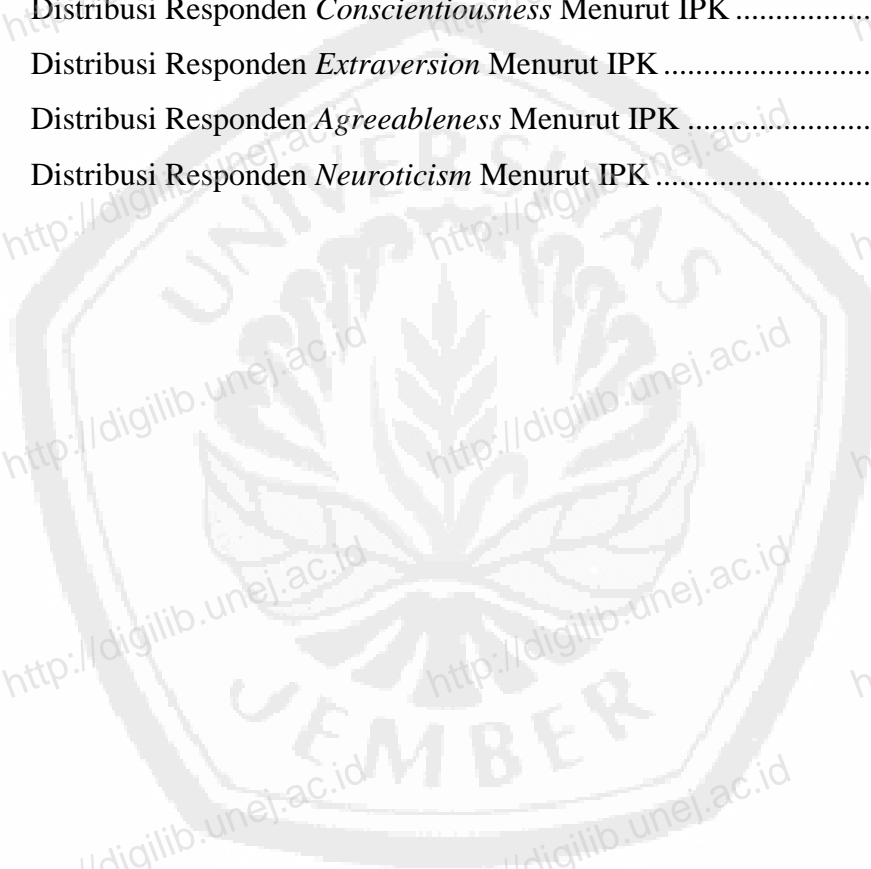 Distribusi Responden Conscientiousness Menurut IPK ....................
Distribusi Responden Extraversion Menurut IPK ..............................
Distribusi Responden Agreeableness Menurut IPK ..........................
Distribusi Responden Neuroticism Menurut IPK ..............................
UNIVERSITAS
JEMBER
http://digilib.unej.ac.id
http://digilib.unej.ac.id
http://digilib.unej.ac.id
http://digilib.unej.ac.id
http://digilib.unej.ac.id
http://digilib.unej.ac.id
//digilib.unej.ac.id
//digilib.unej.ac.id